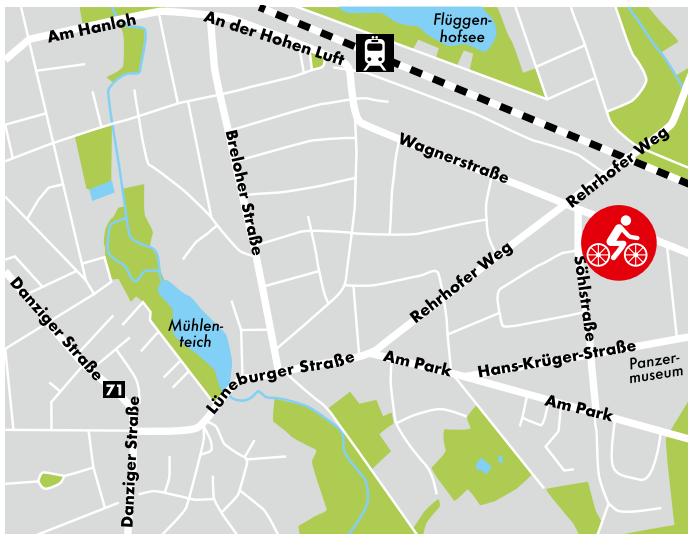 Am Hanloh
An der Hohen Luft
Flüggen-
hofsee
Wagnerstraße
Rehrhofer Weg
Breloher Straße
Rehrhofer Weg
Söhlstraße
Danziger Straße
Mühlen-
teich
71
Lüneburger Straße
Am Park
Hans-Krüger-Straße
Panzer-
museum
Am Park
Danziger Straße